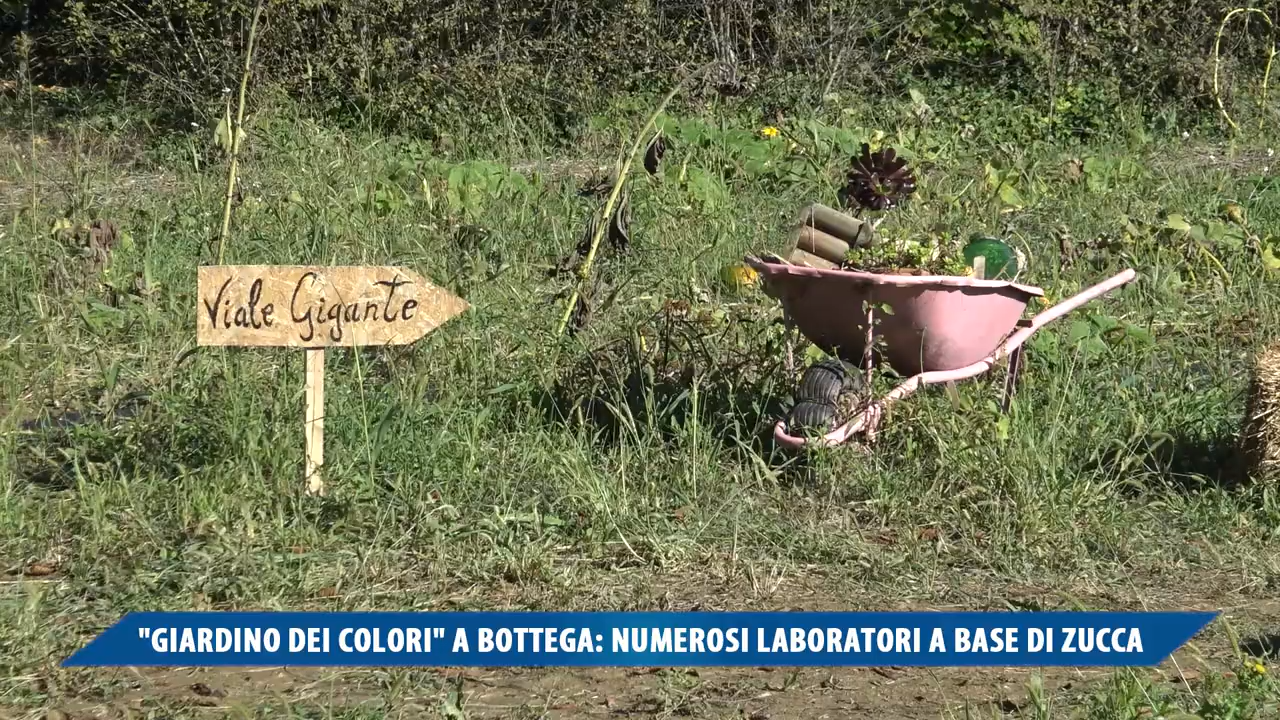 Viale Gigante
"GIARDINO DEI COLORI" A BOTTEGA: NUMEROSI LABORATORI A BASE DI ZUCCA